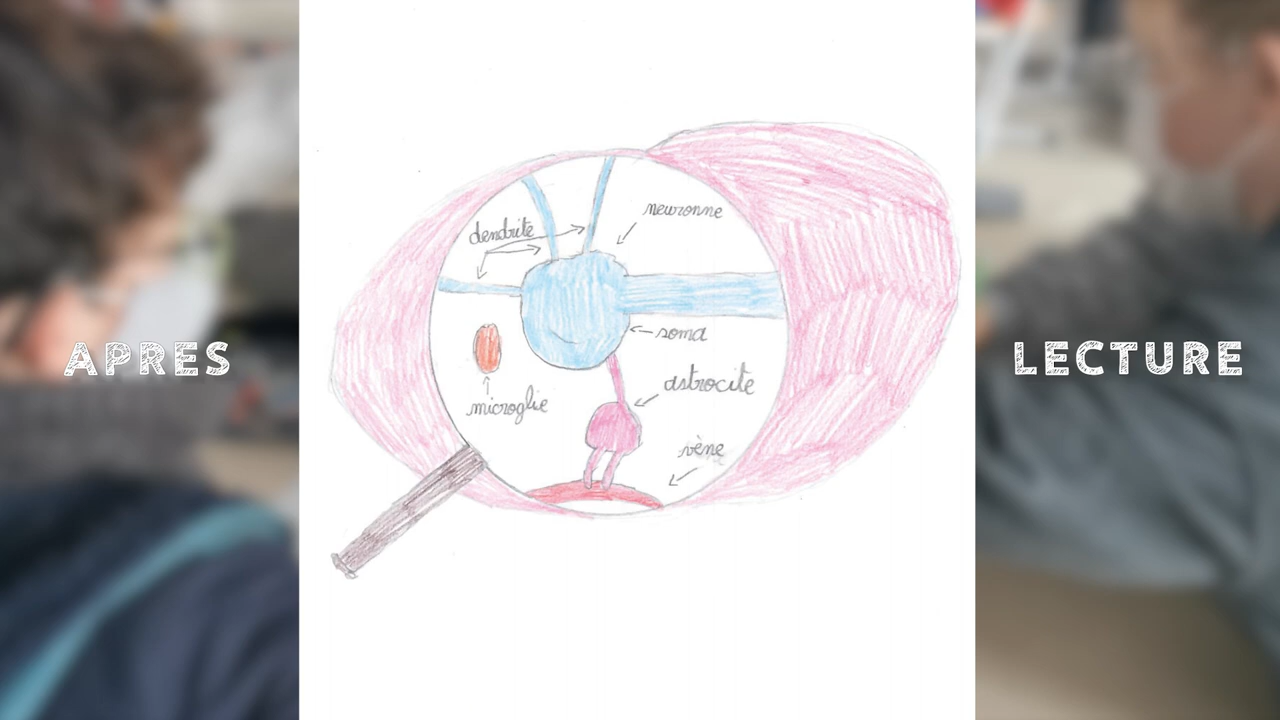 APRES
LECTURE
neuronne
dendrite
soma
astrocite
microglie
vène